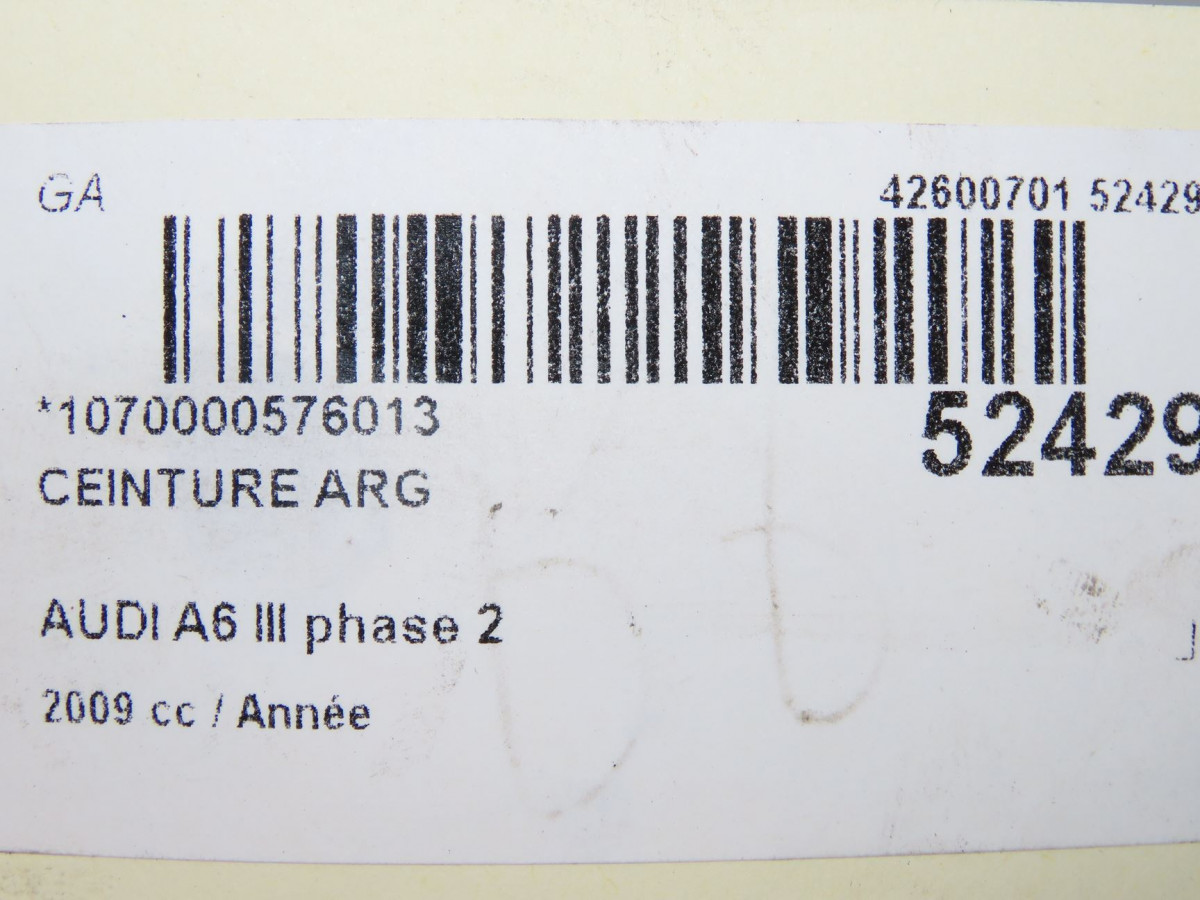 GA
42600701 52429
*1070000576013
52429
CEINTURE ARG
AUDI A6 III phase 2
2009 cc / Année